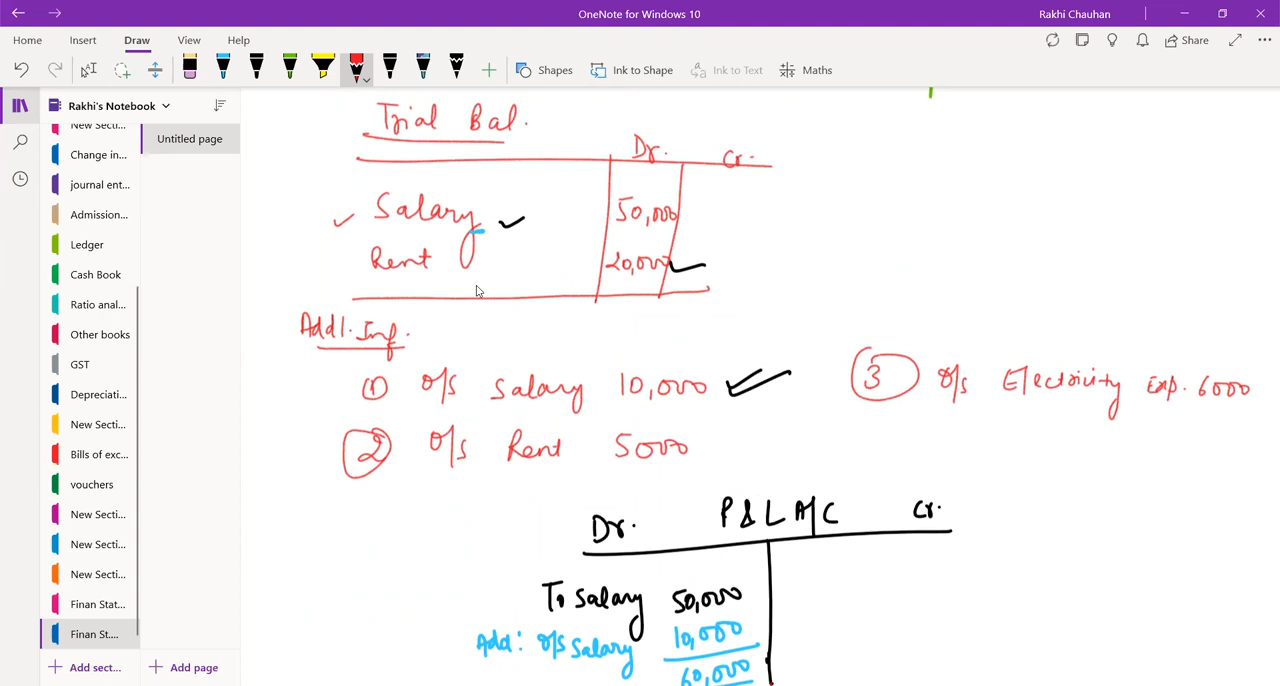 OneNote for Windows 10
Rakhi Chauhan
Home Insert Draw View Help
Share
Shapes Ink to Shape Ink to Text Maths
Rakhi's Notebook
New Secti...
Change in...
journal ent...
Admission...
Ledger
Cash Book
Ratio anal...
Other books
GST
Depreciati...
New Secti...
Bills of exc...
vouchers
New Secti...
New Secti...
New Secti...
Finan Stat...
Finan St....
Add sect...
Untitled page
Add page
Trial Bal.
Dr. Cr.
Salary 50,000
Rent 20,000
Addl. Inf.
① o/s Salary 10,000
② o/s Rent 5000
③ o/s Electricity Exp. 6000
Dr. P & L A/C Cr.
To Salary 50,000
Add: o/s Salary 10,000
60,000